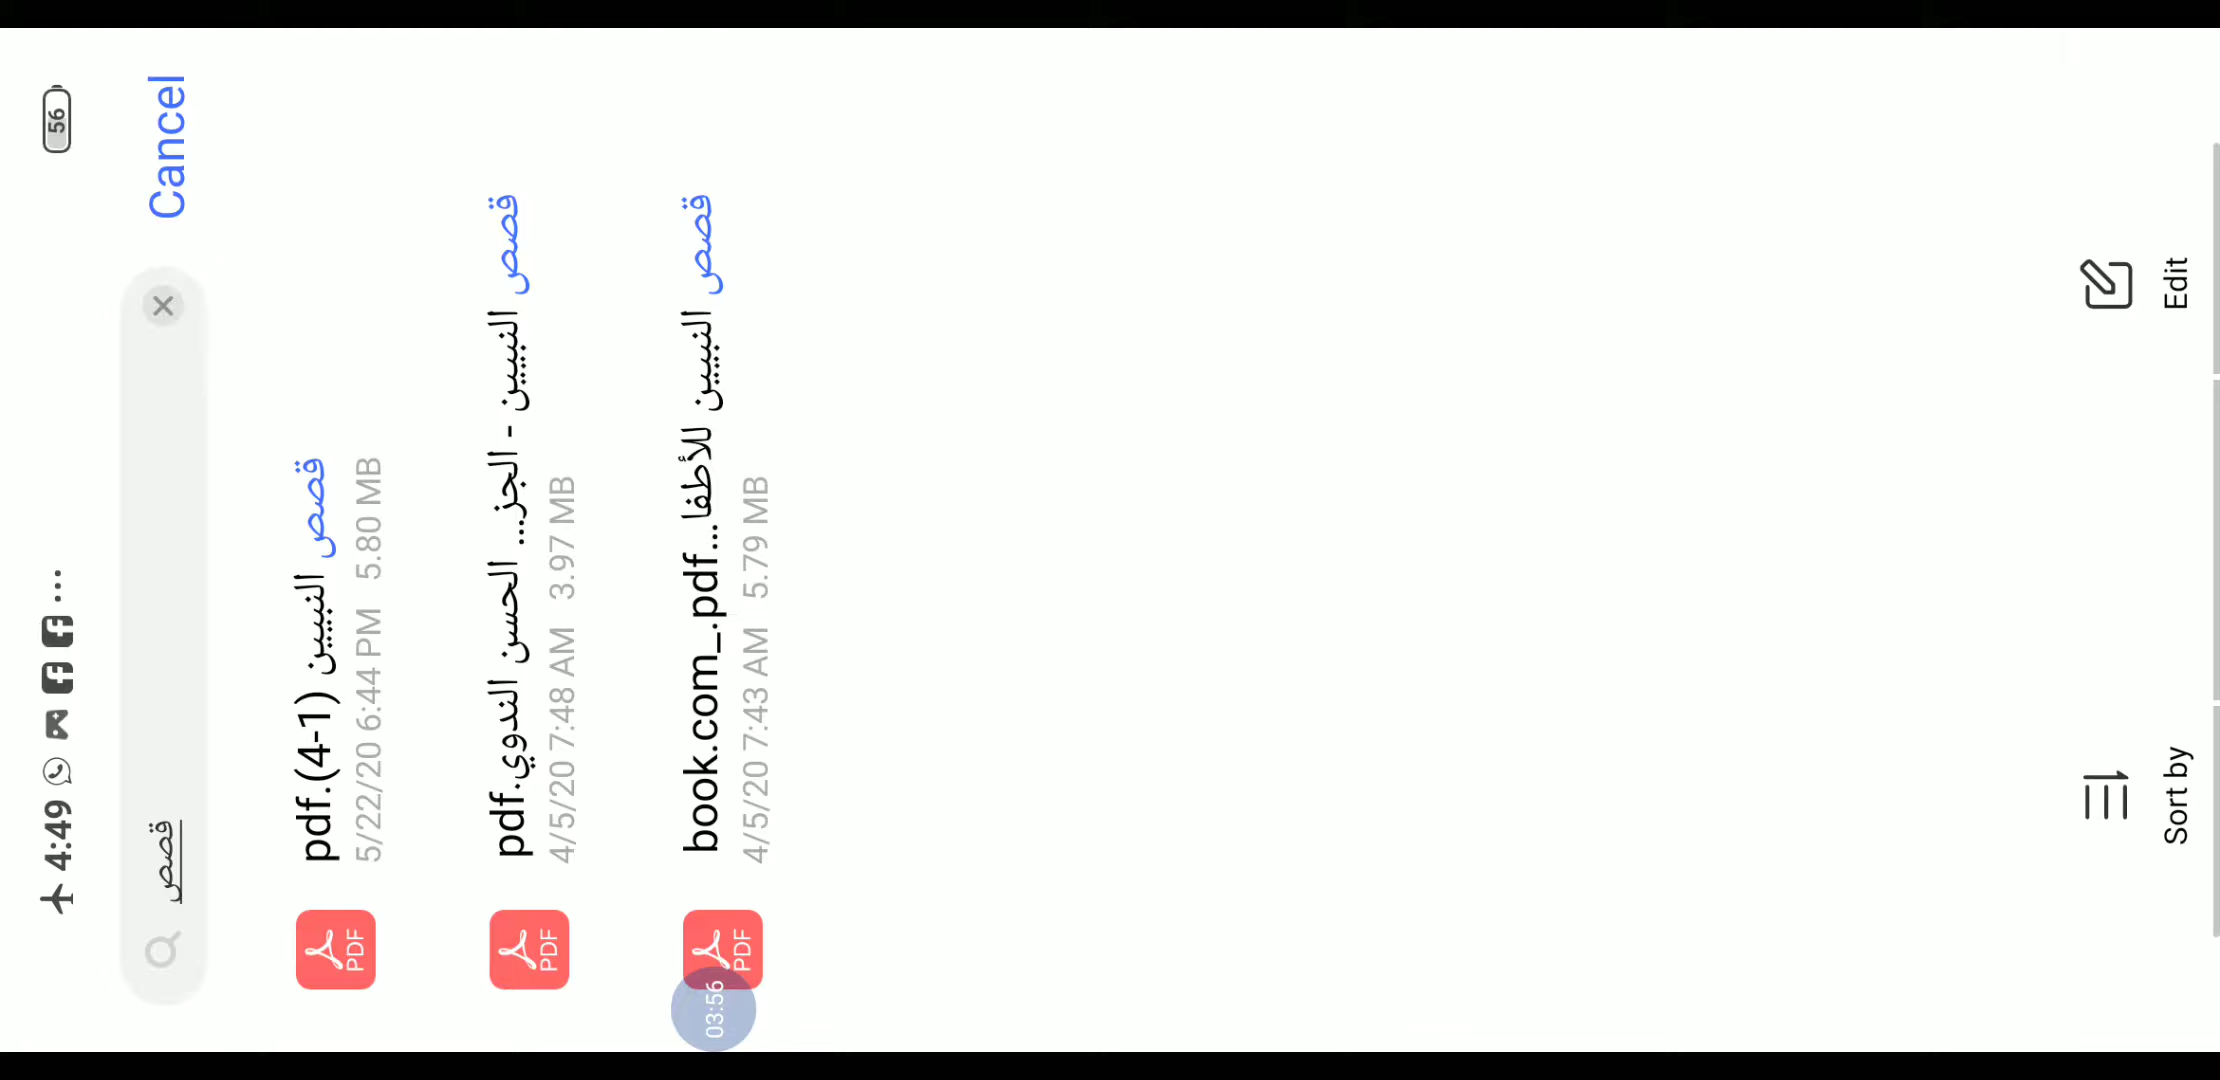 4:49 ... 56
قصص
Cancel
قصص النبيين (1-4).pdf
5/22/20 6:44 PM 5.80 MB
PDF
قصص النبيين - الجز... الحسن الندوي.pdf
4/5/20 7:48 AM 3.97 MB
PDF
قصص النبيين للأطفا...book.com_.pdf
4/5/20 7:43 AM 5.79 MB
PDF
03:56
Sort by
Edit